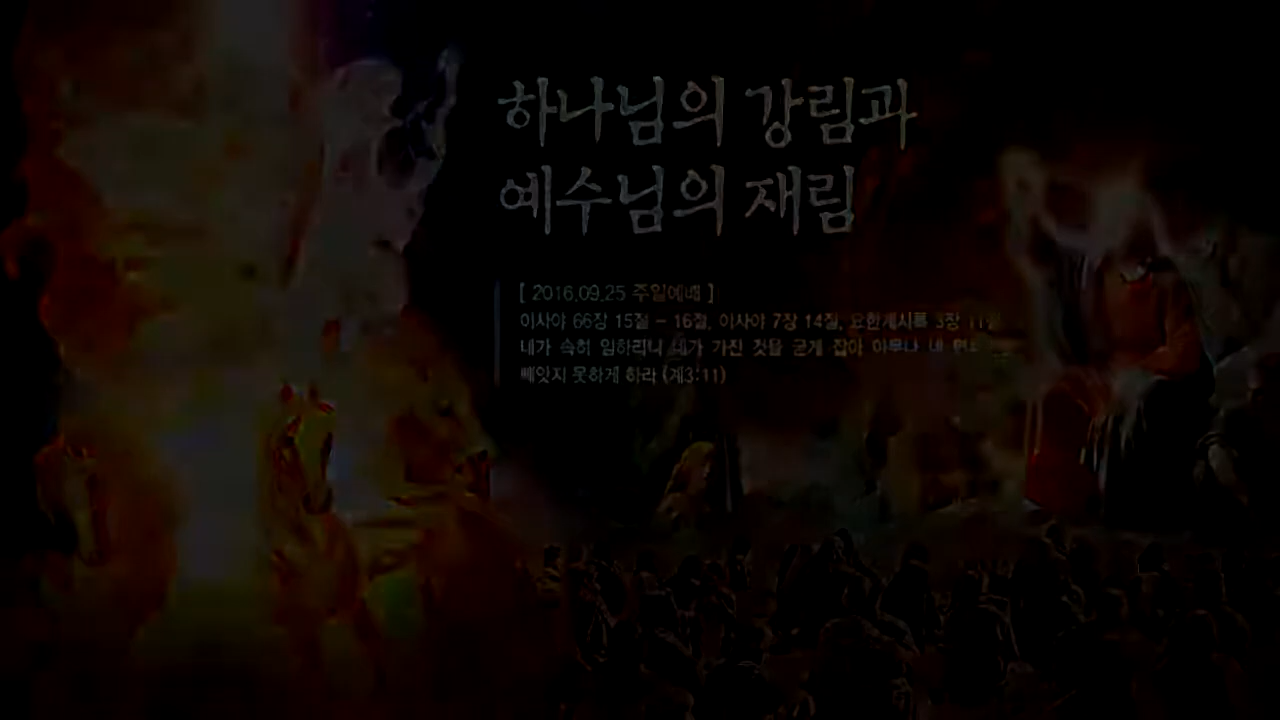 하나님의 강림과
예수님의 재림
[ 2016.09.25 주일예배 ]
이사야 66장 15절 - 16절, 이사야 7장 14절, 요한계시록 3장 11절
네가 속히 임하리니 네가 가진 것을 굳게 잡아 아무나 네 면류
빼앗지 못하게 하라 (계3:11)